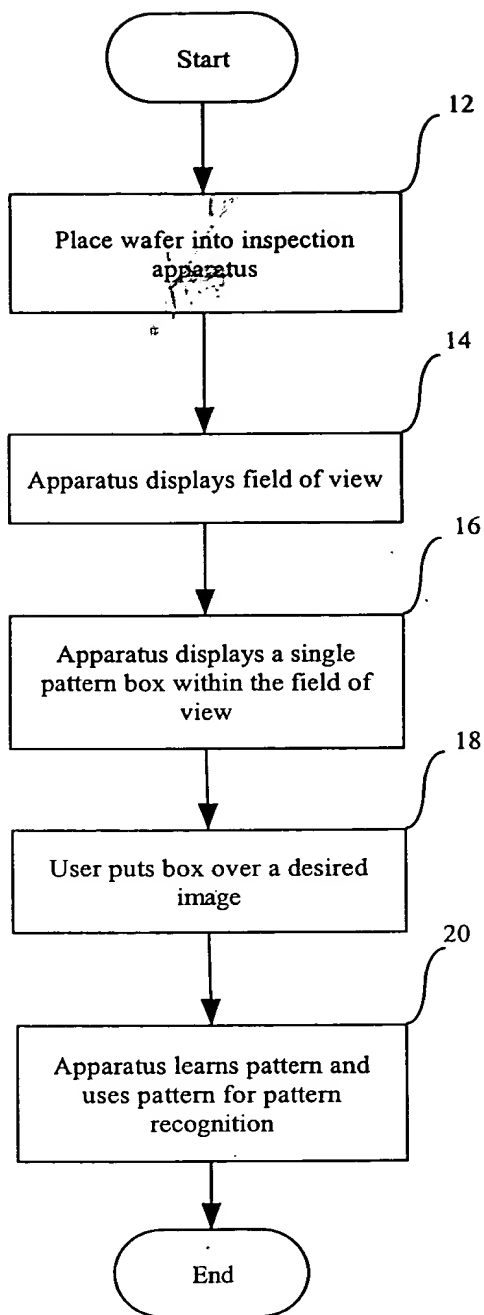 Start
12
Place wafer into inspection
apparatus
14
Apparatus displays field of view
16
Apparatus displays a single
pattern box within the field of
view
18
User puts box over a desired
image
20
Apparatus learns pattern and
uses pattern for pattern
recognition
End